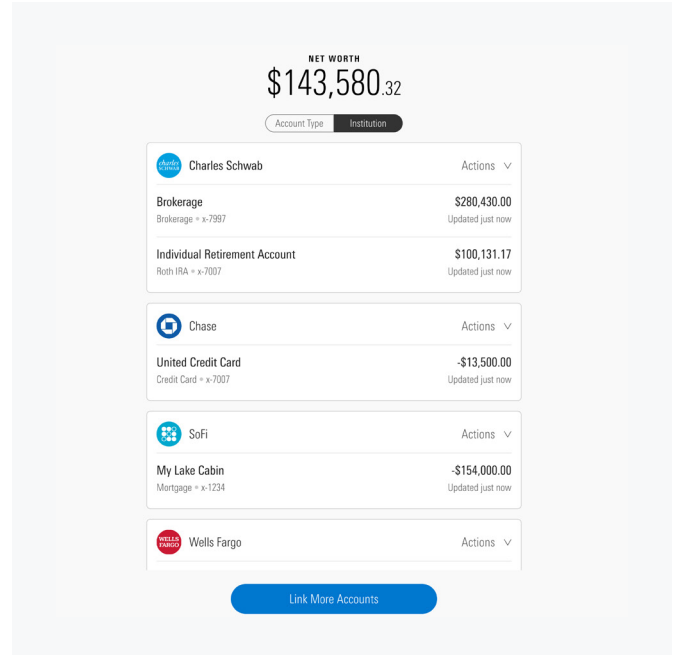 NET WORTH
$143,580.32
Account Type Institution
charles SCHWAB Charles Schwab Actions
Brokerage $280,430.00
Brokerage • x-7997 Updated just now
Individual Retirement Account $100,131.17
Roth IRA • x-7007 Updated just now
Chase Actions
United Credit Card -$13,500.00
Credit Card • x-7007 Updated just now
SoFi Actions
My Lake Cabin -$154,000.00
Mortgage • x-1234 Updated just now
WELLS FARGO Wells Fargo Actions
Link More Accounts